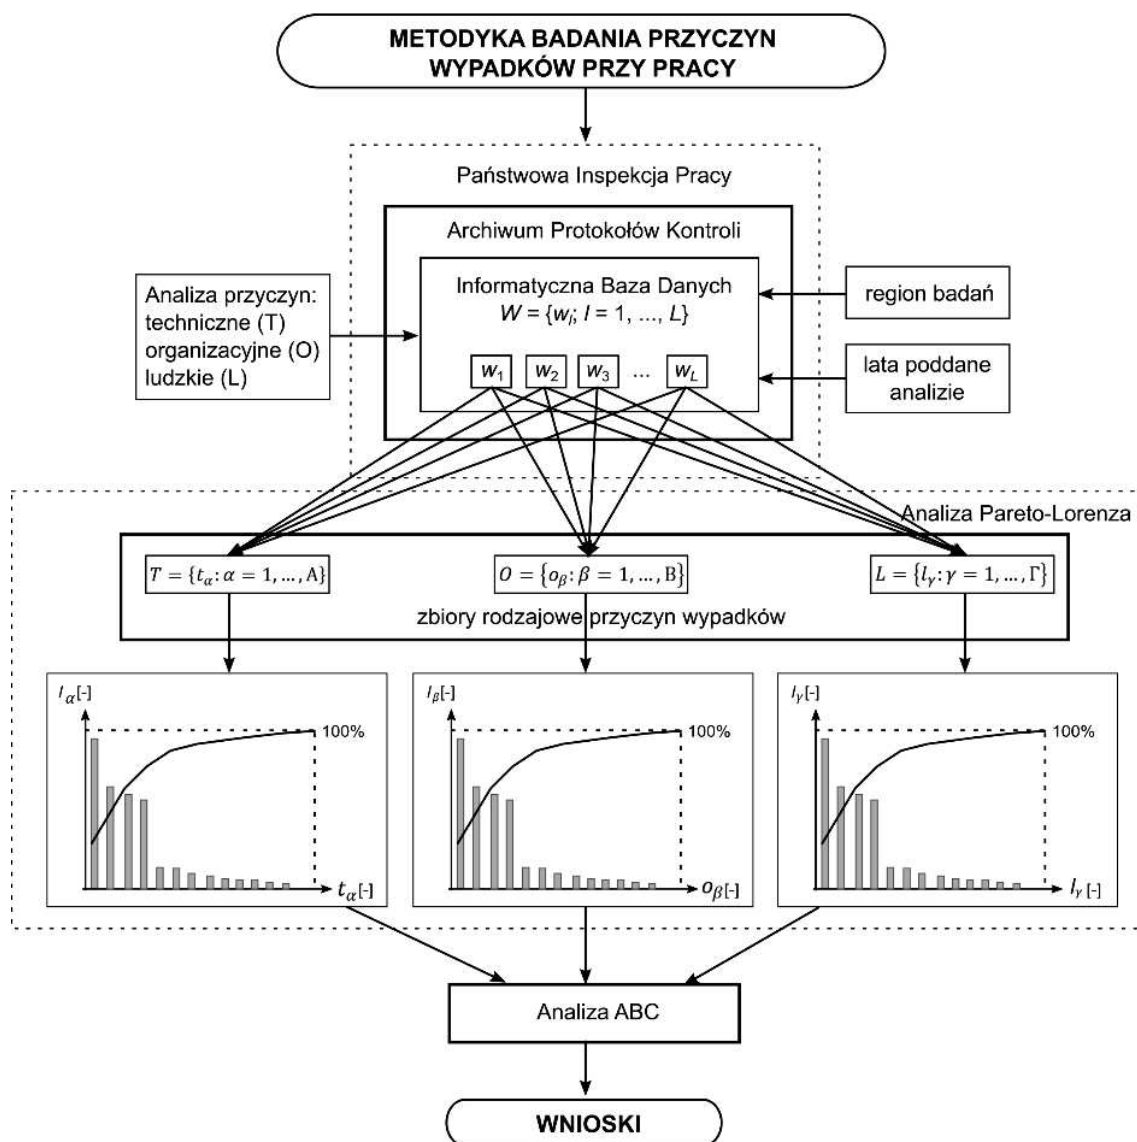 METODYKA BADANIA PRZYCZYN
WYPADKÓW PRZY PRACY
Państwowa Inspekcja Pracy
Archiwum Protokołów Kontroli
Analiza przyczyn:
techniczne (T)
organizacyjne (O)
ludzkie (L)
Informatyczna Baza Danych
W = {w_l; l = 1, ..., L}
w_1 w_2 w_3 ... w_L
region badań
lata poddane
analizie
Analiza Pareto-Lorenza
T = {t_α: α = 1, …, A}
O = {o_β: β = 1, …, B}
L = {l_γ: γ = 1, …, Γ}
zbiory rodzajowe przyczyn wypadków
I_α[-]
100%
t_α[-]
I_β[-]
100%
o_β[-]
I_γ[-]
100%
l_γ[-]
Analiza ABC
WNIOSKI